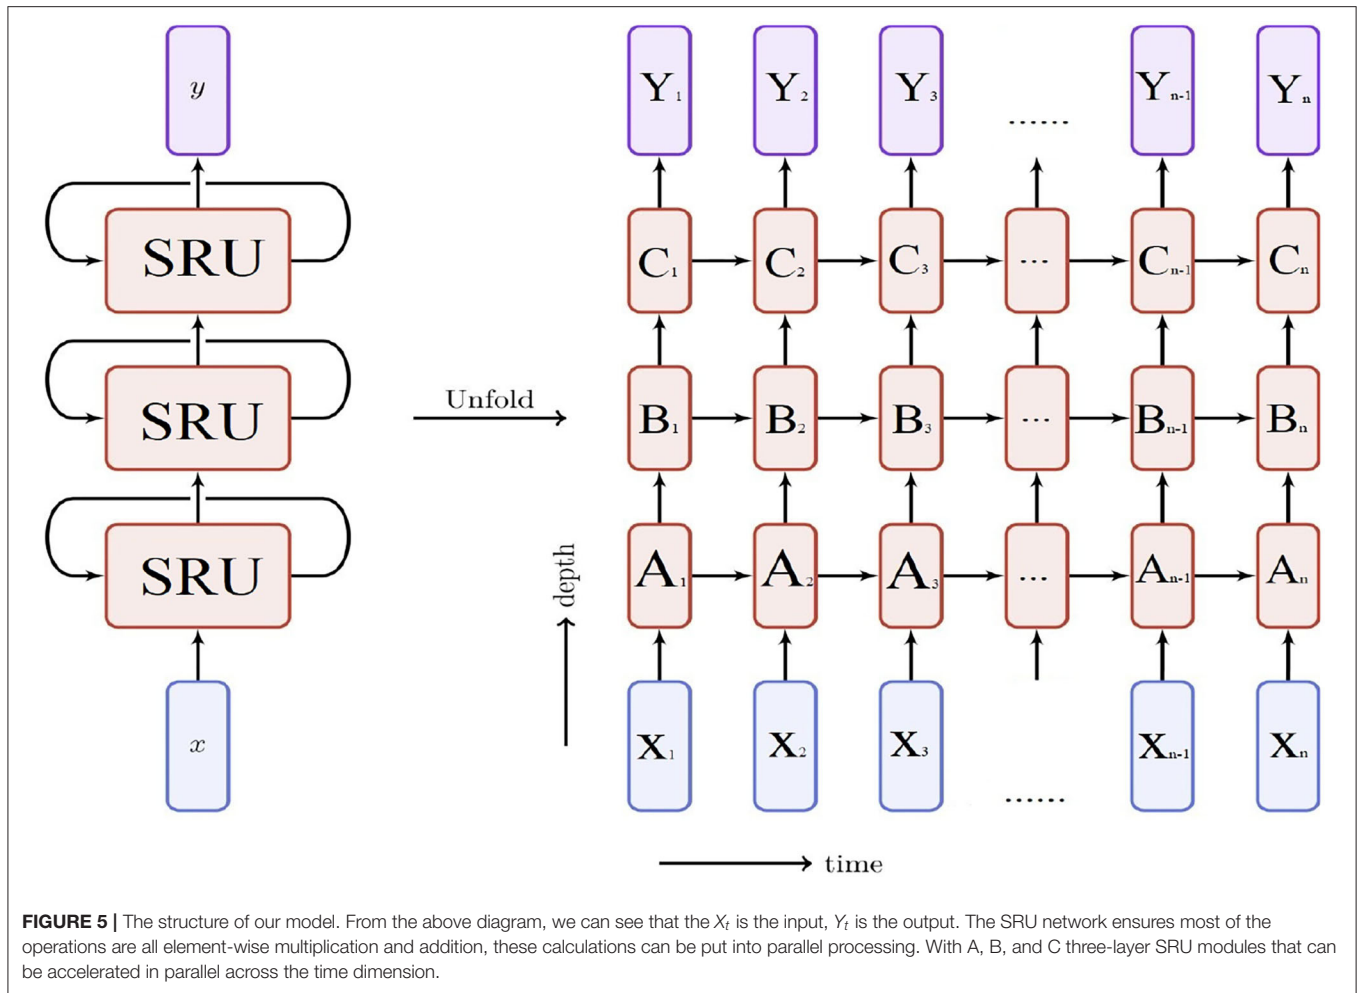 y
Y1 Y2 Y3 ...... Yn-1 Yn
SRU
C1 C2 C3 ... Cn-1 Cn
SRU
Unfold
B1 B2 B3 ... Bn-1 Bn
SRU
depth
A1 A2 A3 ... An-1 An
x
X1 X2 X3 ...... Xn-1 Xn
time
FIGURE 5 | The structure of our model. From the above diagram, we can see that the Xt is the input, Yt is the output. The SRU network ensures most of the
operations are all element-wise multiplication and addition, these calculations can be put into parallel processing. With A, B, and C three-layer SRU modules that can
be accelerated in parallel across the time dimension.